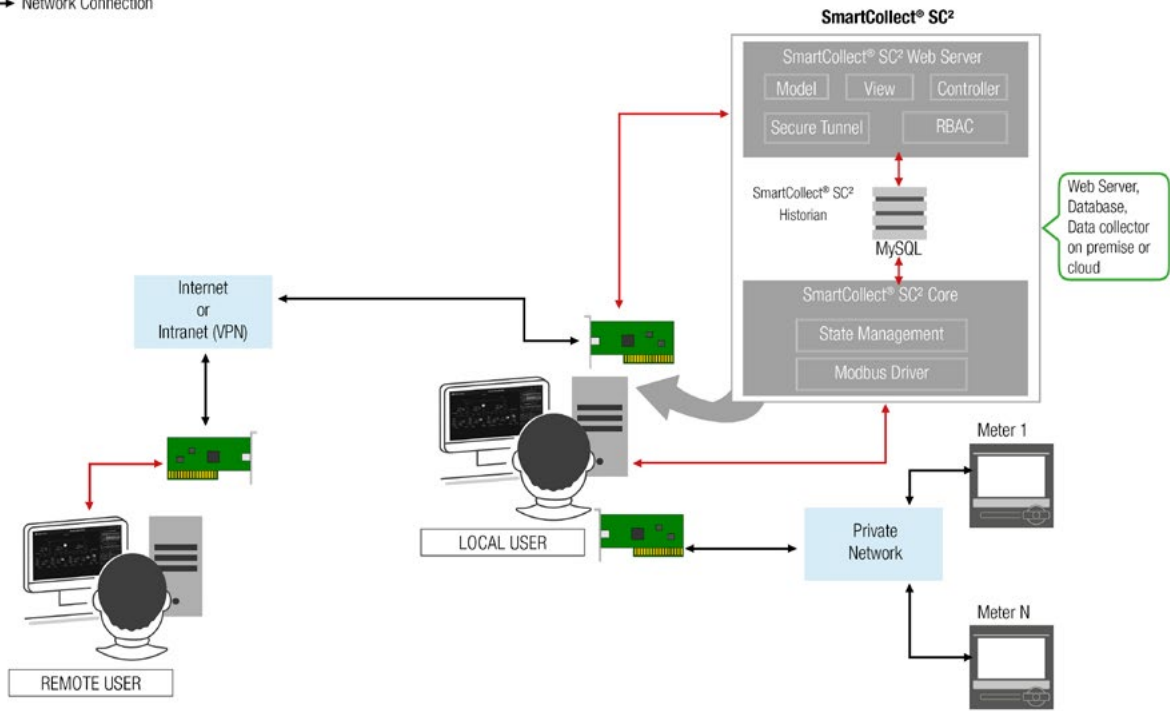 Network Connection
SmartCollect® SC²
SmartCollect® SC² Web Server
Model
View
Controller
Secure Tunnel
RBAC
SmartCollect® SC²
Historian
MySQL
Web Server,
Database,
Data collector
on premise or
cloud
SmartCollect® SC² Core
State Management
Modbus Driver
Internet
or
Intranet (VPN)
Meter 1
LOCAL USER
Private
Network
Meter N
REMOTE USER